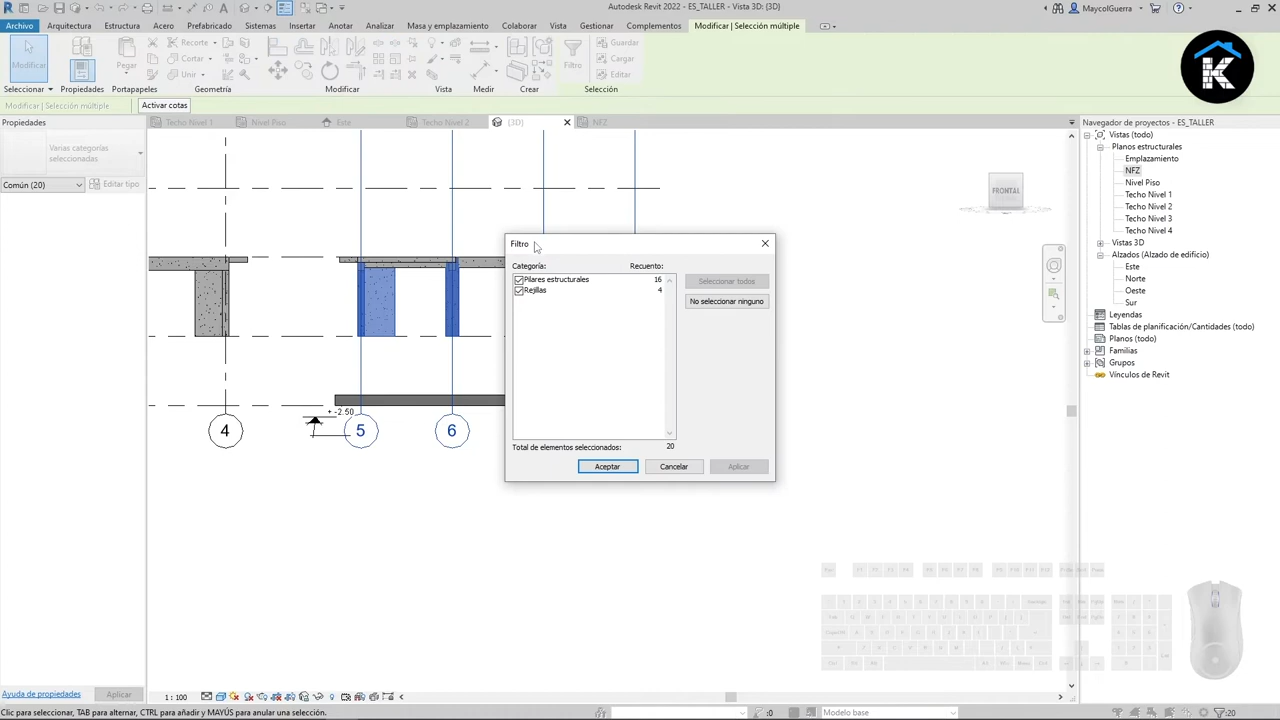 Autodesk Revit 2022 - ES_TALLER - Vista 3D: {3D}
MaycolGuerra
Archivo Arquitectura Estructura Acero Prefabricado Sistemas Insertar Anotar Analizar Masa y emplazamiento Colaborar Vista Gestionar Complementos Modificar | Selección múltiple
Modificar
Pegar
Recorte
Cortar
Unir
Filtro
Guardar
Cargar
Editar
Seleccionar Propiedades Portapapeles Geometría Modificar Vista Medir Crear Selección
Modificar | Selección múltiple Activar cotas
Propiedades
Techo Nivel 1 Nivel Piso Este Techo Nivel 2 {3D} NFZ
Navegador de proyectos - ES_TALLER
Varias categorías
seleccionadas
Común (20) Editar tipo
Vistas (todo)
Planos estructurales
Emplazamiento
NFZ
Nivel Piso
Techo Nivel 1
Techo Nivel 2
Techo Nivel 3
Techo Nivel 4
Vistas 3D
Alzados (Alzado de edificio)
Este
Norte
Oeste
Sur
Leyendas
Tablas de planificación/Cantidades (todo)
Planos (todo)
Familias
Grupos
Vínculos de Revit
FRONTAL
Filtro
Categoría: Recuento:
Pilares estructurales 16
Rejillas 4
Seleccionar todos
No seleccionar ninguno
Total de elementos seleccionados: 20
Aceptar Cancelar Aplicar
-2.50
4 5 6
Ayuda de propiedades Aplicar
1 : 100
Clic para seleccionar, TAB para alternar, CTRL para añadir y MAYÚS para anular una selección.
:0
Modelo base
:20